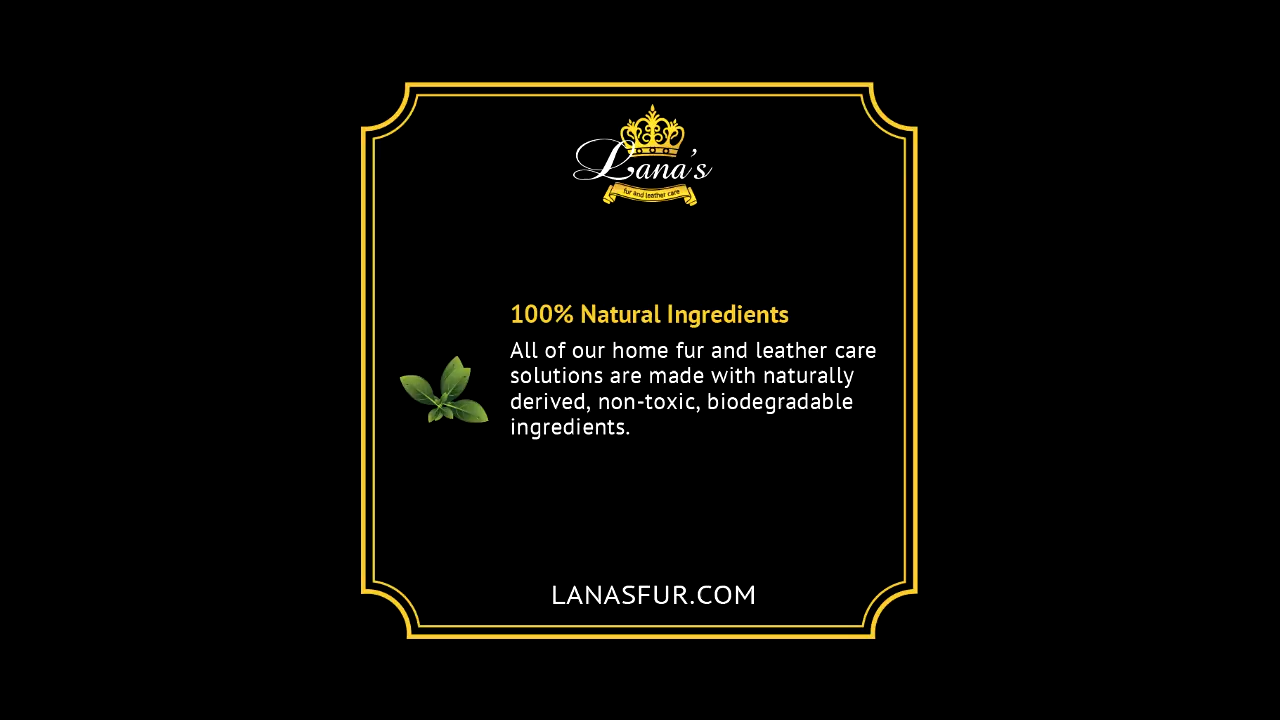 Lana's
fur and leather care
100% Natural Ingredients
All of our home fur and leather care
solutions are made with naturally
derived, non-toxic, biodegradable
ingredients.
LANASFUR.COM